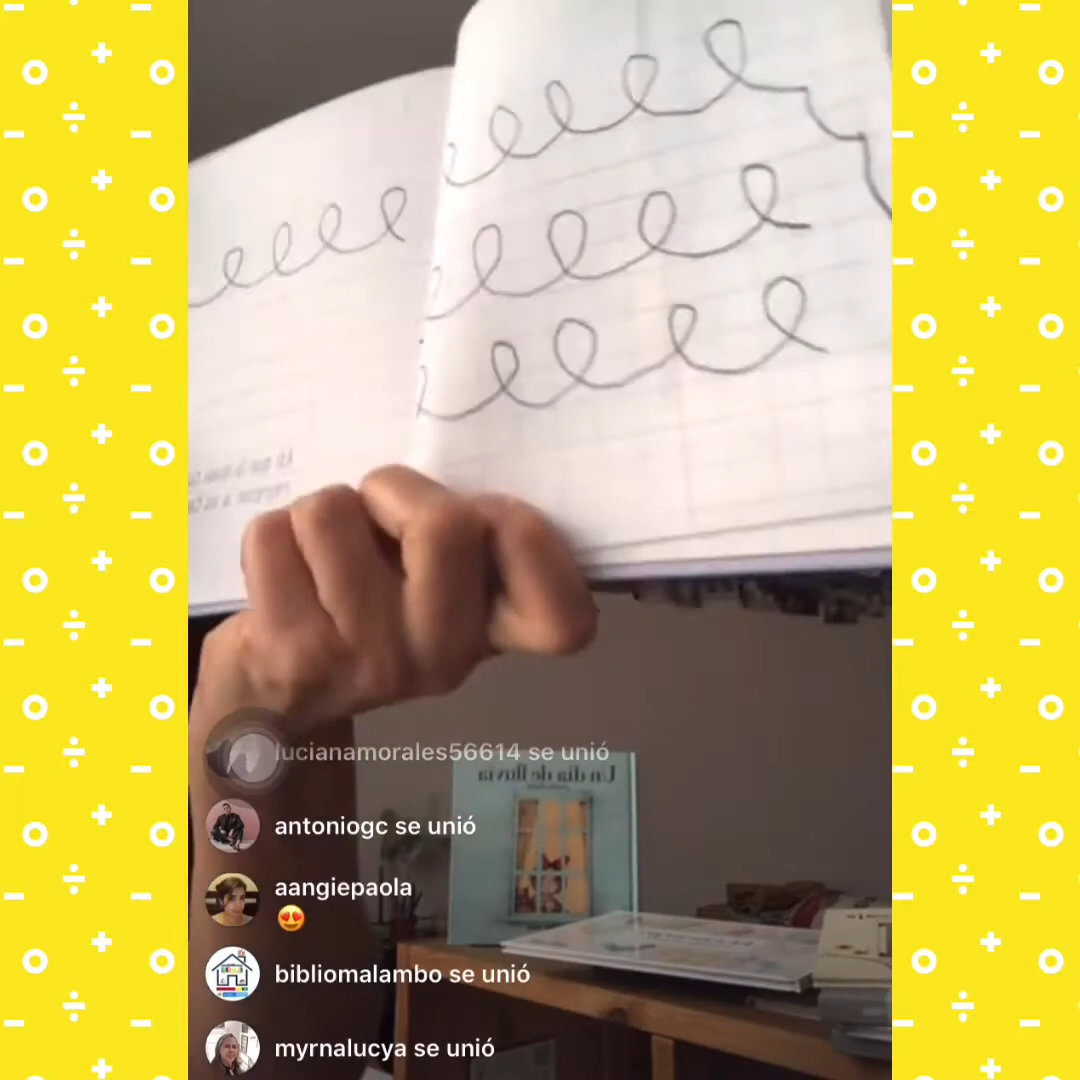 lucianamorales56614 se unió
Un día de lluvia
antoniogc se unió
aangiepaola
😍
bibliomalambo se unió
myrnalucya se unió